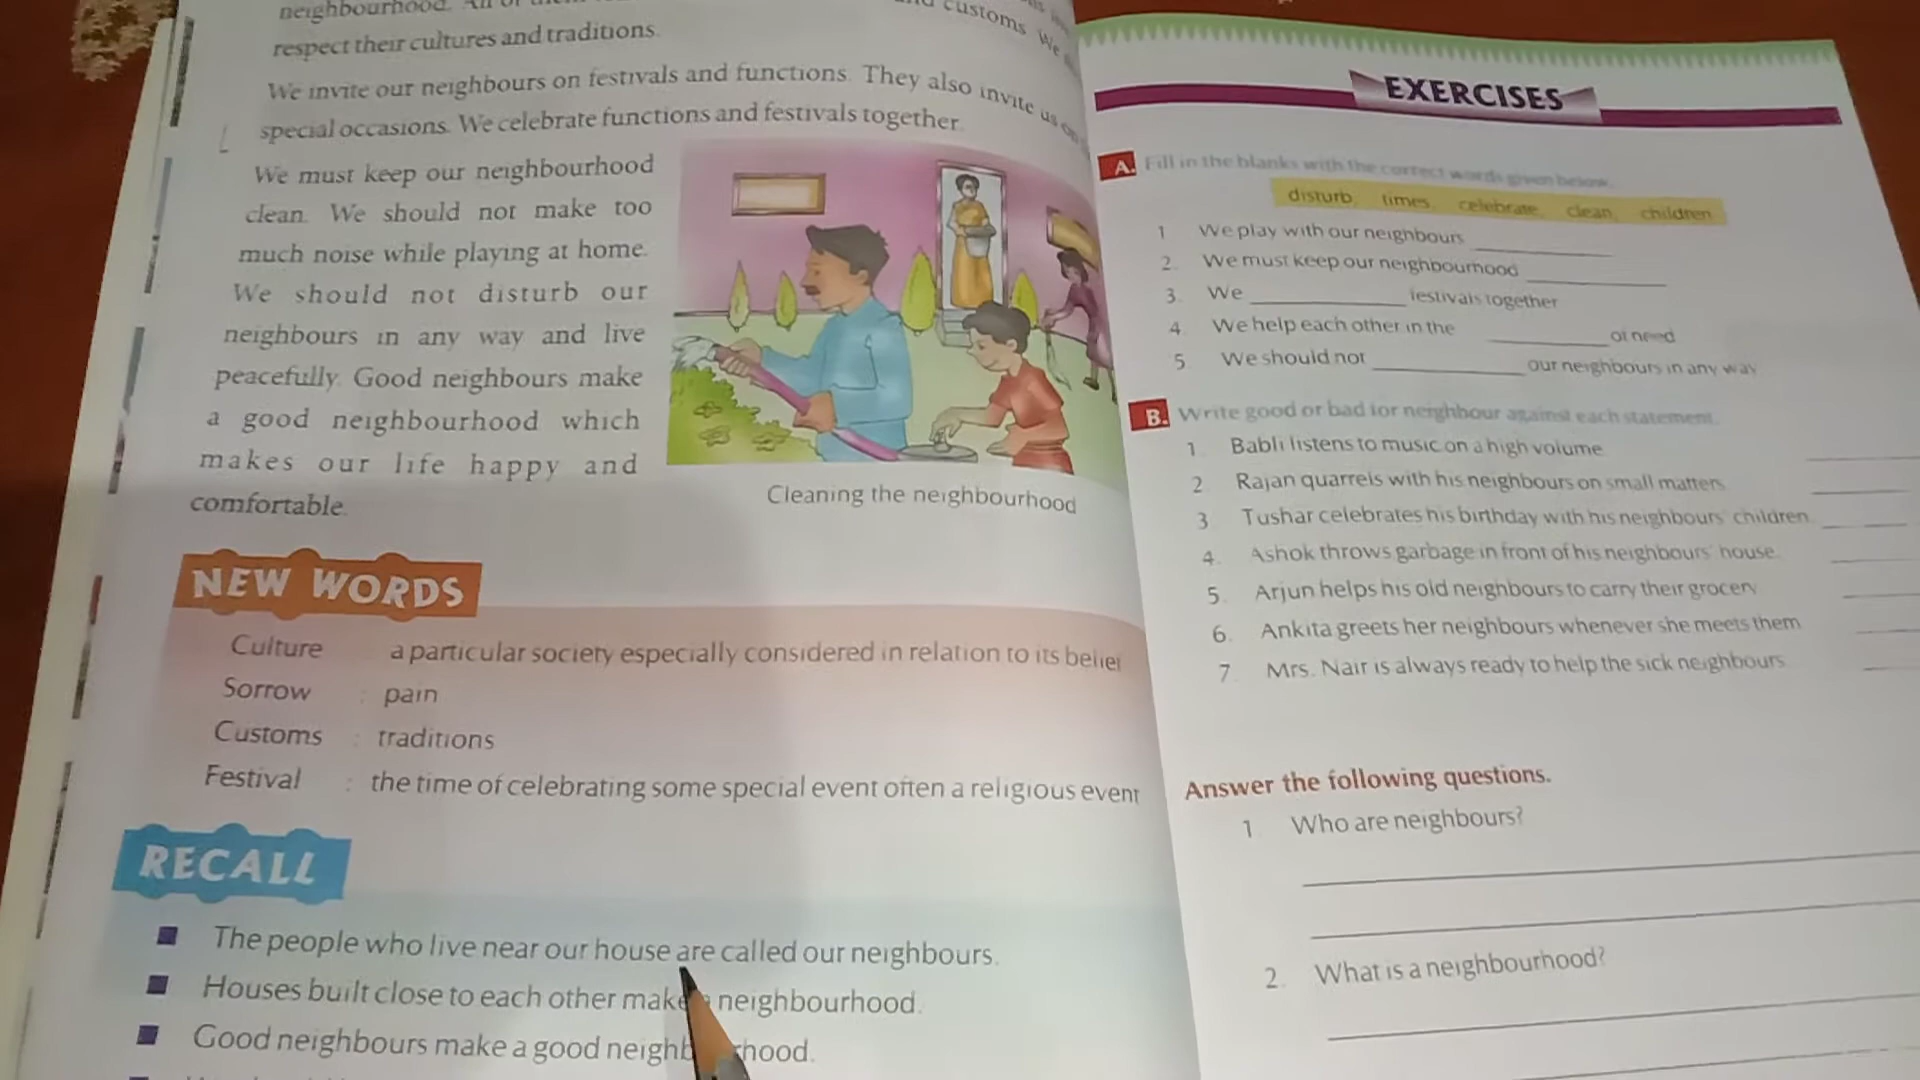 neighbourhood. All of them
customs. We
respect their cultures and traditions.
We invite our neighbours on festivals and functions. They also invite us on
special occasions. We celebrate functions and festivals together.
We must keep our neighbourhood
clean. We should not make too
much noise while playing at home.
We should not disturb our
neighbours in any way and live
peacefully. Good neighbours make
a good neighbourhood which
makes our life happy and
comfortable.
Cleaning the neighbourhood
NEW WORDS
Culture a particular society especially considered in relation to its belief
Sorrow : pain
Customs : traditions
Festival : the time of celebrating some special event often a religious event
RECALL
The people who live near our house are called our neighbours.
Houses built close to each other make neighbourhood.
Good neighbours make a good
EXERCISES
A. Fill in the blanks with the correct words given below.
disturb times celebrate clean children
1 We play with our neighbours
2. We must keep our neighbourhood
3. We festivals together
4. We help each other in the of need
5 We should not our neighbours in any way
B. Write good or bad for neighbour against each statement.
1. Babli listens to music on a high volume
2 Rajan quarrels with his neighbours on small matters
3 Tushar celebrates his birthday with his neighbours' children
4. Ashok throws garbage in front of his neighbours' house.
5. Arjun helps his old neighbours to carry their grocery
6. Ankita greets her neighbours whenever she meets them
7 Mrs. Nair is always ready to help the sick neighbours
Answer the following questions.
1 Who are neighbours?
2. What is a neighbourhood?